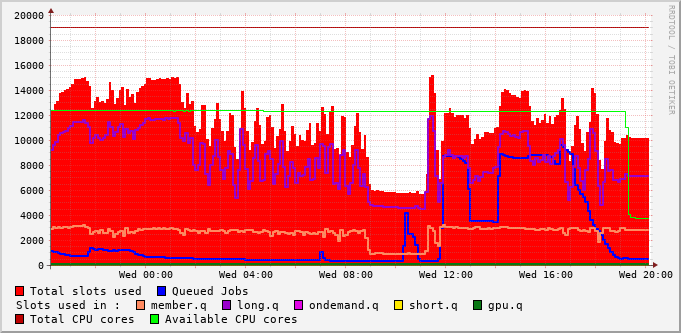 20000
18000
16000
14000
12000
10000
8000
6000
4000
2000
0
Wed 00:00 Wed 04:00 Wed 08:00 Wed 12:00 Wed 16:00 Wed 20:00
RRDTOOL / TOBI OETIKER
Total slots used Queued Jobs
Slots used in : member.q long.q ondemand.q short.q gpu.q
Total CPU cores Available CPU cores